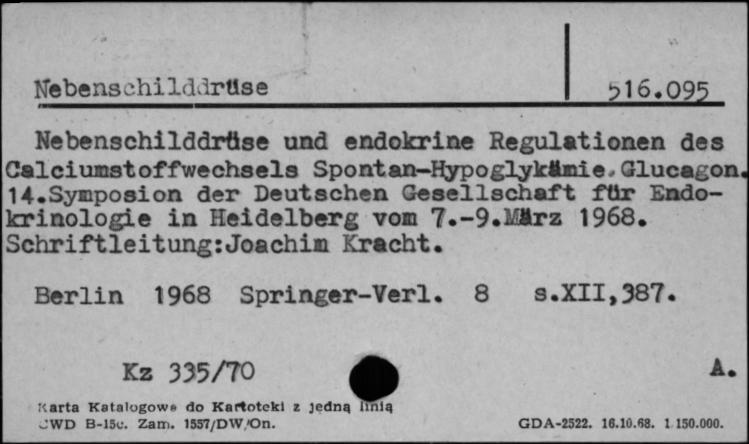 Nebenschilddrüse 516.095
Nebenschilddrüse und endokrine Regulationen des
Calciumstoffwechsels Spontan-Hypoglykämie.Glucagon.
14.Symposion der Deutschen Gesellschaft für Endo-
krinologie in Heidelberg vom 7.-9.März 1968.
Schriftleitung:Joachim Kracht.
Berlin 1968 Springer-Verl. 8 s.XII,387.
Kz 335/70 A.
Karta Katalogowa do Kartoteki z jedną linią
CWD B-15c. Zam. 1557/DW/On. GDA-2522. 16.10.68. 1.150.000.